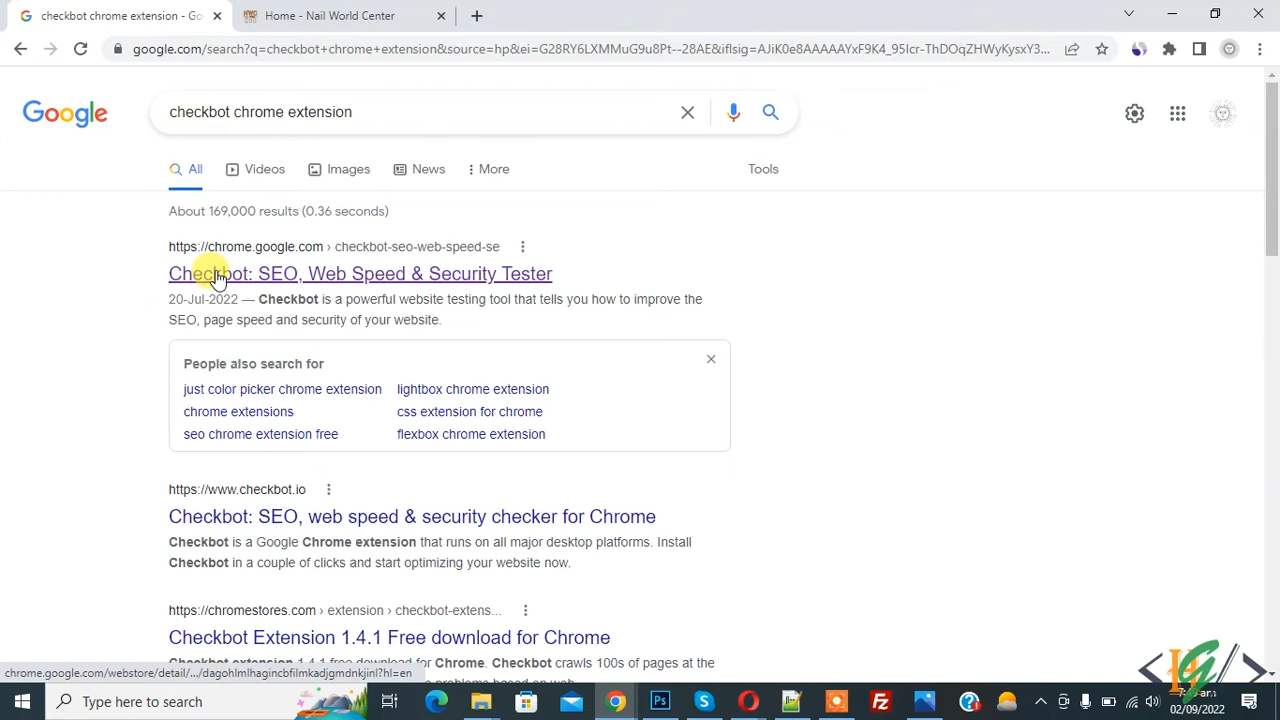 checkbot chrome extension - Go
Home - Nail World Center
google.com/search?q=checkbot+chrome+extension&source=hp&ei=G28RY6LXMMuG9u8Pt--28AE&iflsig=AJiK0e8AAAAAYxF9K4_95lcr-ThDOqZHWyKysxY3...
Google
checkbot chrome extension
All
Videos
Images
News
More
Tools
About 169,000 results (0.36 seconds)
https://chrome.google.com › checkbot-seo-web-speed-se
Checkbot: SEO, Web Speed & Security Tester
20-Jul-2022 — Checkbot is a powerful website testing tool that tells you how to improve the
SEO, page speed and security of your website.
People also search for
just color picker chrome extension
lightbox chrome extension
chrome extensions
css extension for chrome
seo chrome extension free
flexbox chrome extension
https://www.checkbot.io
Checkbot: SEO, web speed & security checker for Chrome
Checkbot is a Google Chrome extension that runs on all major desktop platforms. Install
Checkbot in a couple of clicks and start optimizing your website now.
https://chromestores.com › extension › checkbot-extens...
Checkbot Extension 1.4.1 Free download for Chrome
Checkbot extension 1.4.1 free download for Chrome. Checkbot crawls 100s of pages at the
chrome.google.com/webstore/detail/.../dagohlmlhagincbfilmkadjgmdnkjinl?hl=en
Type here to search
02/09/2022